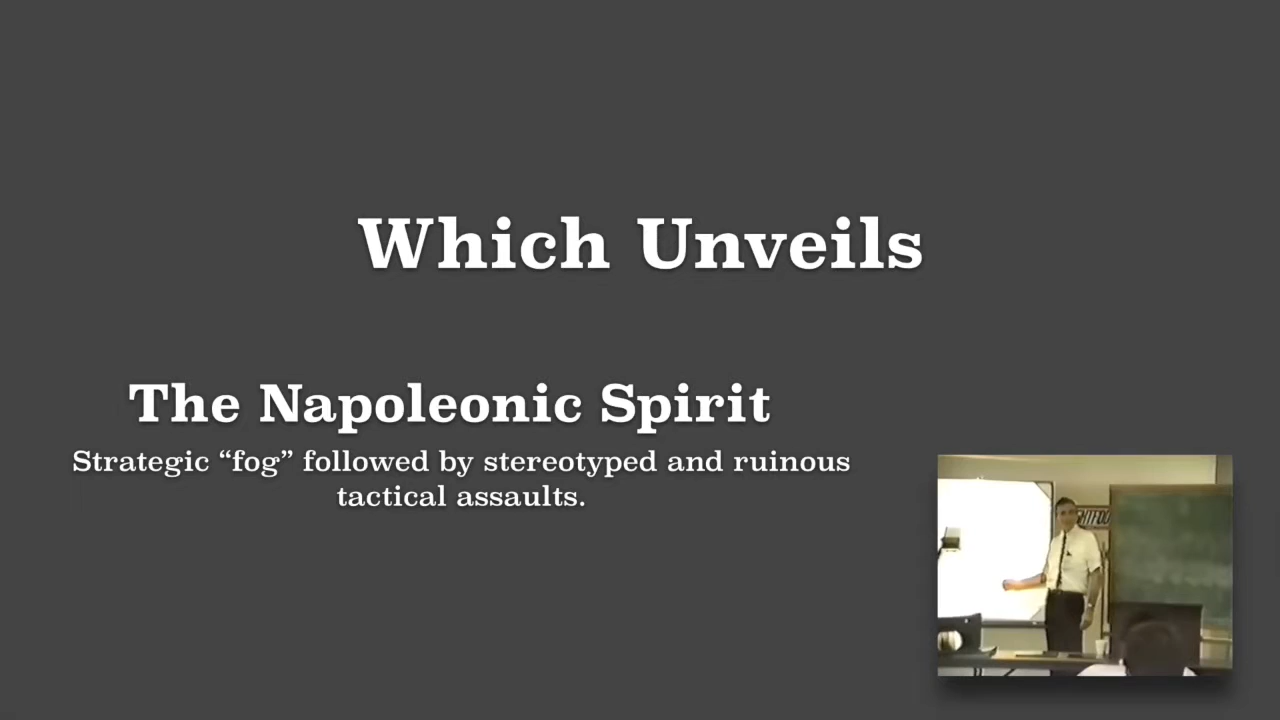 Which Unveils
The Napoleonic Spirit
Strategic “fog” followed by stereotyped and ruinous
tactical assaults.